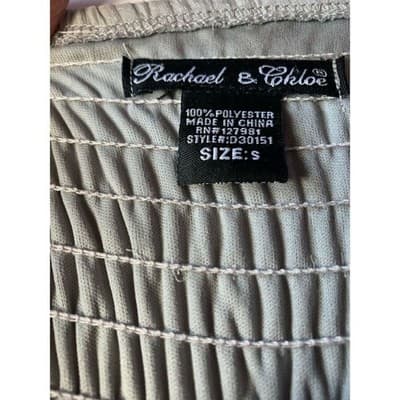 Rachael & Chloe®
100% POLYESTER
MADE IN CHINA
RN#127981
STYLE#:D30151
SIZE:S